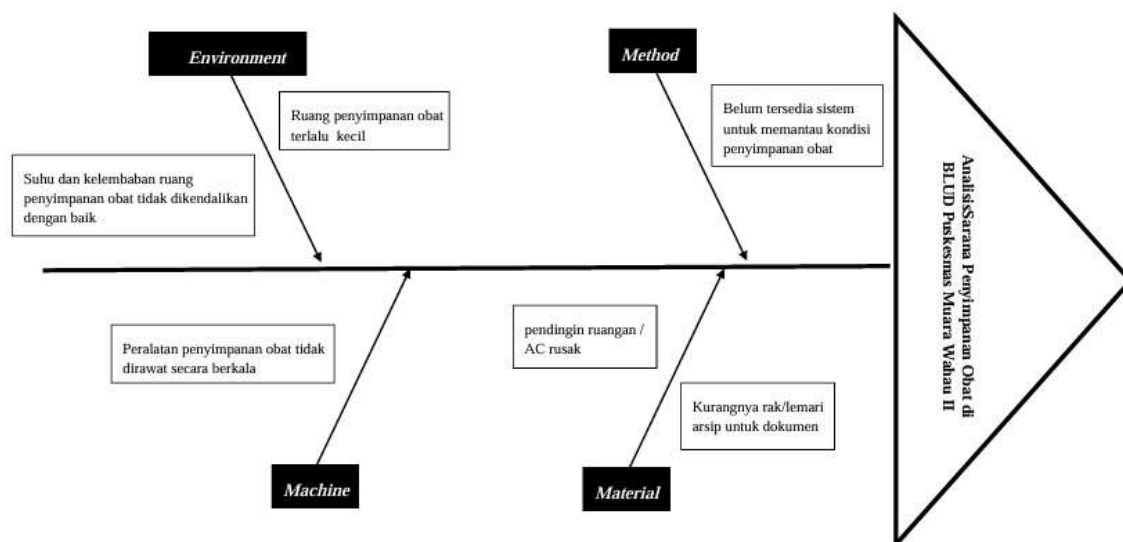 Environment
Method
Ruang penyimpanan obat
terlalu kecil
Belum tersedia sistem
untuk memantau kondisi
penyimpanan obat
Suhu dan kelembaban ruang
penyimpanan obat tidak dikendalikan
dengan baik
AnalisisSarana Penyimpanan Obat di
BLUD Puskesmas Muara Wahau II
Peralatan penyimpanan obat tidak
dirawat secara berkala
pendingin ruangan /
AC rusak
Kurangnya rak/lemari
arsip untuk dokumen
Machine
Material